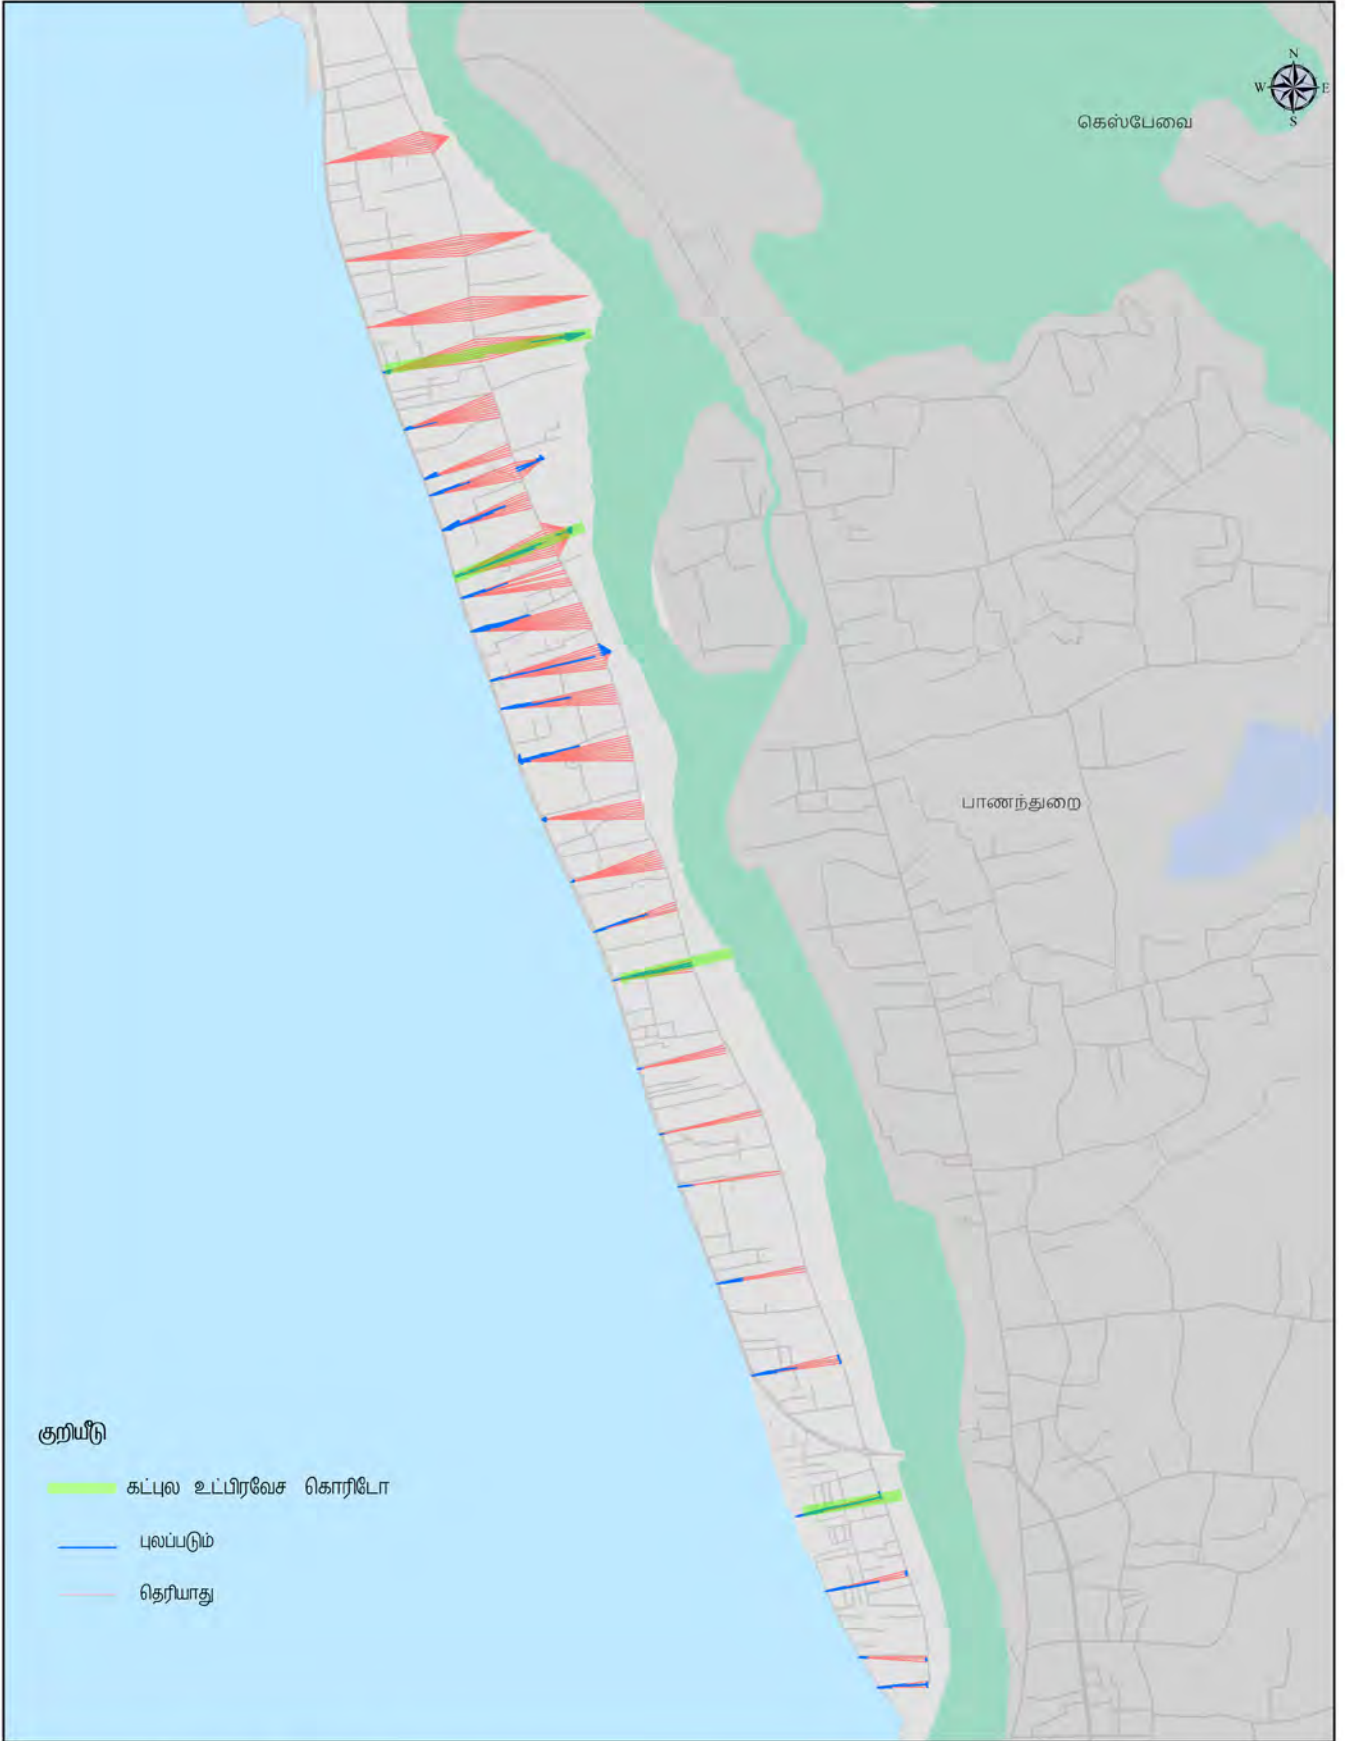 N
W E
S
கெஸ்பேவை
பாணந்துறை
குறியீடு
கட்புல உட்பிரவேச கொரிடோ
புலப்படும்
தெரியாது